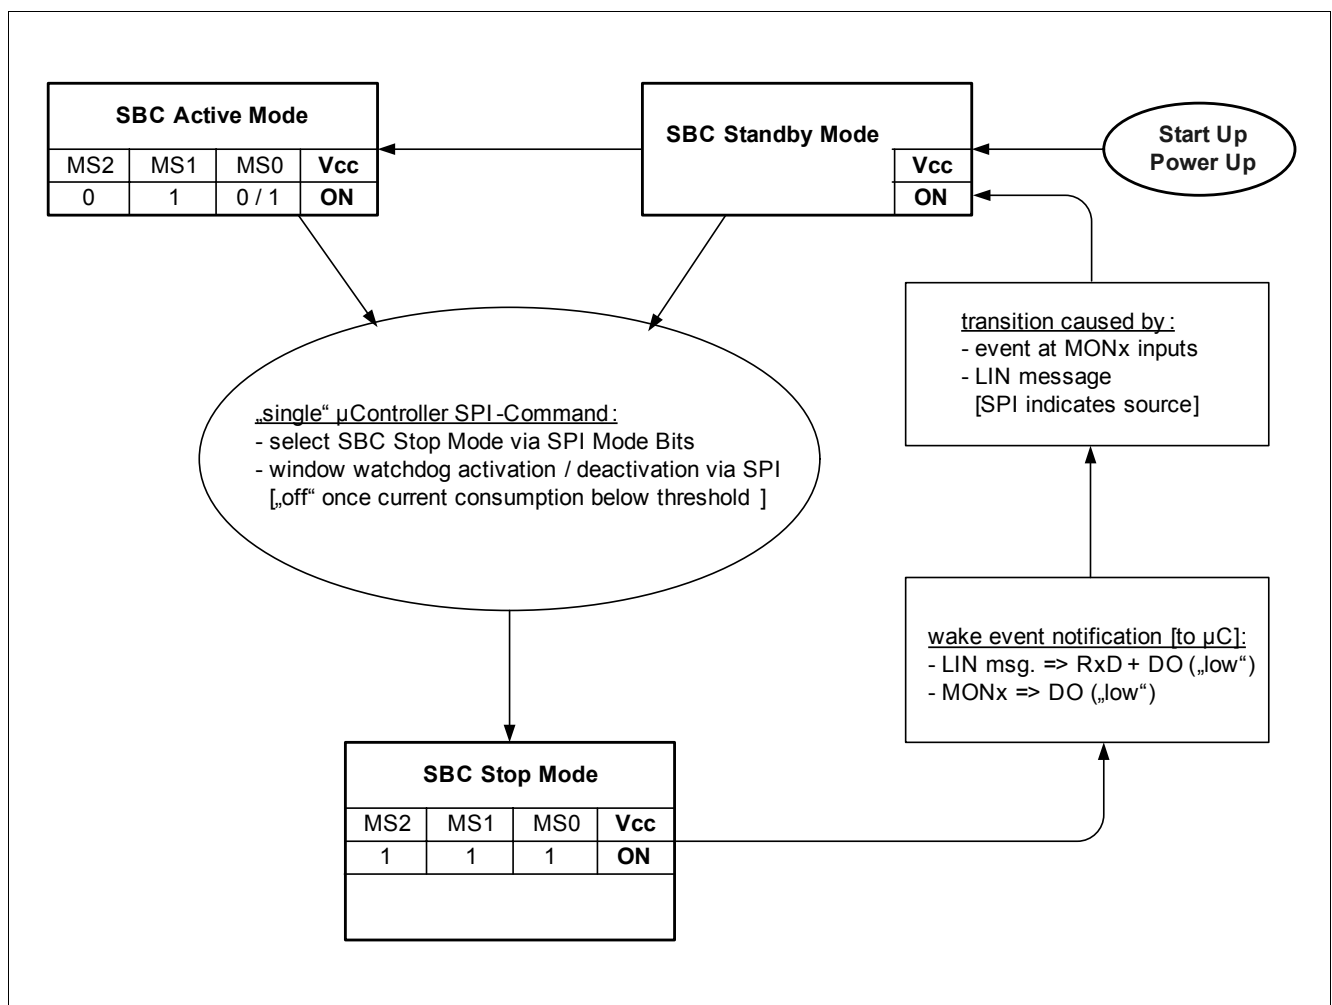 SBC Active Mode
MS2 MS1 MS0 Vcc
0 1 0 / 1 ON
SBC Standby Mode
Vcc
ON
Start Up
Power Up
transition caused by :
- event at MONx inputs
- LIN message
[SPI indicates source]
„single“ µController SPI-Command :
- select SBC Stop Mode via SPI Mode Bits
- window watchdog activation / deactivation via SPI
[„off“ once current consumption below threshold ]
wake event notification [to µC]:
- LIN msg. => RxD + DO („low“)
- MONx => DO („low“)
SBC Stop Mode
MS2 MS1 MS0 Vcc
1 1 1 ON